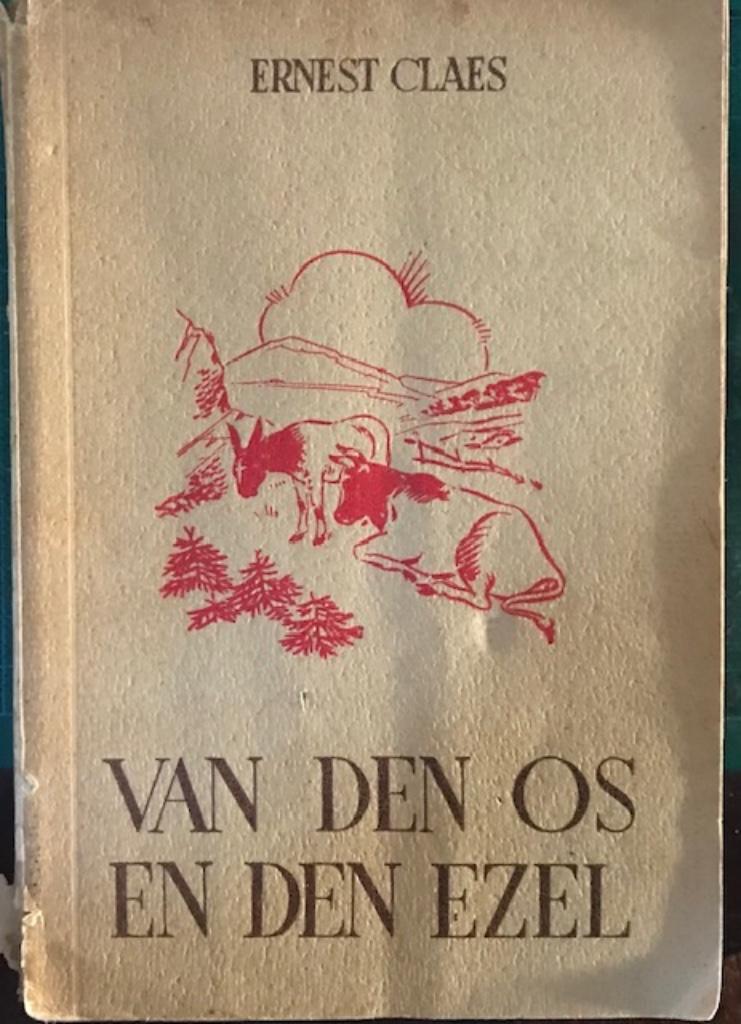 ERNEST CLAES
VAN DEN OS
EN DEN EZEL